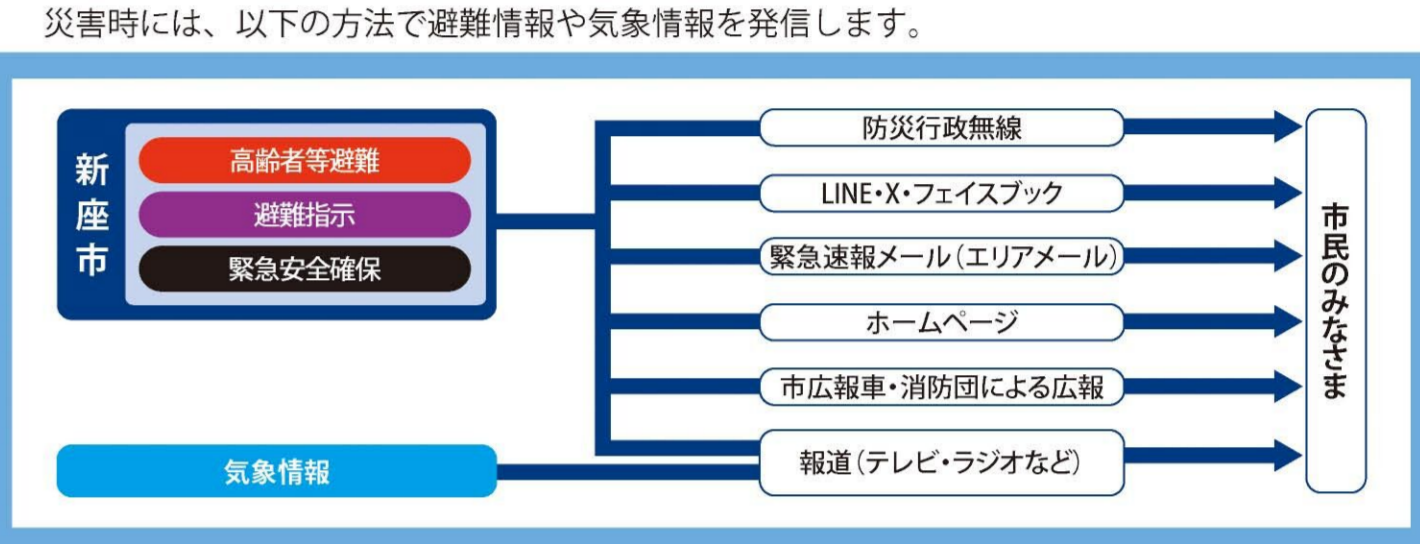 災害時には、以下の方法で避難情報や気象情報を発信します。
新座市
高齢者等避難
避難指示
緊急安全確保
気象情報
防災行政無線
LINE・X・フェイスブック
緊急速報メール(エリアメール)
ホームページ
市広報車・消防団による広報
報道(テレビ・ラジオなど)
市民のみなさま